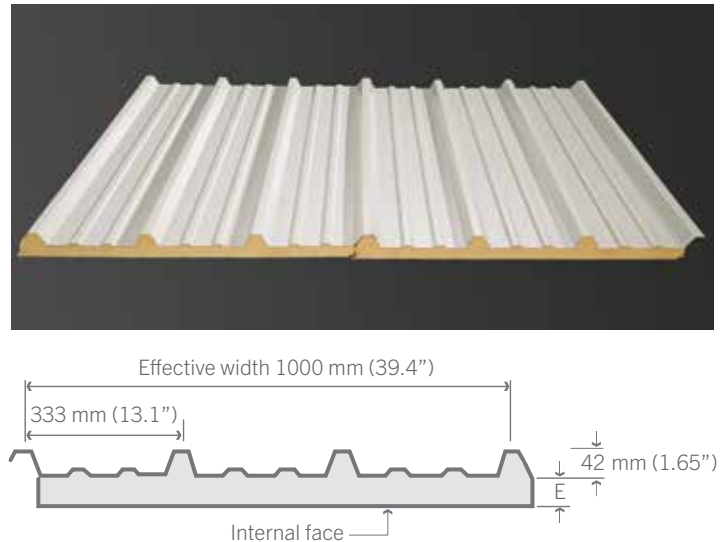 Effective width 1000 mm (39.4”)
333 mm (13.1”)
42 mm (1.65”)
E
Internal face